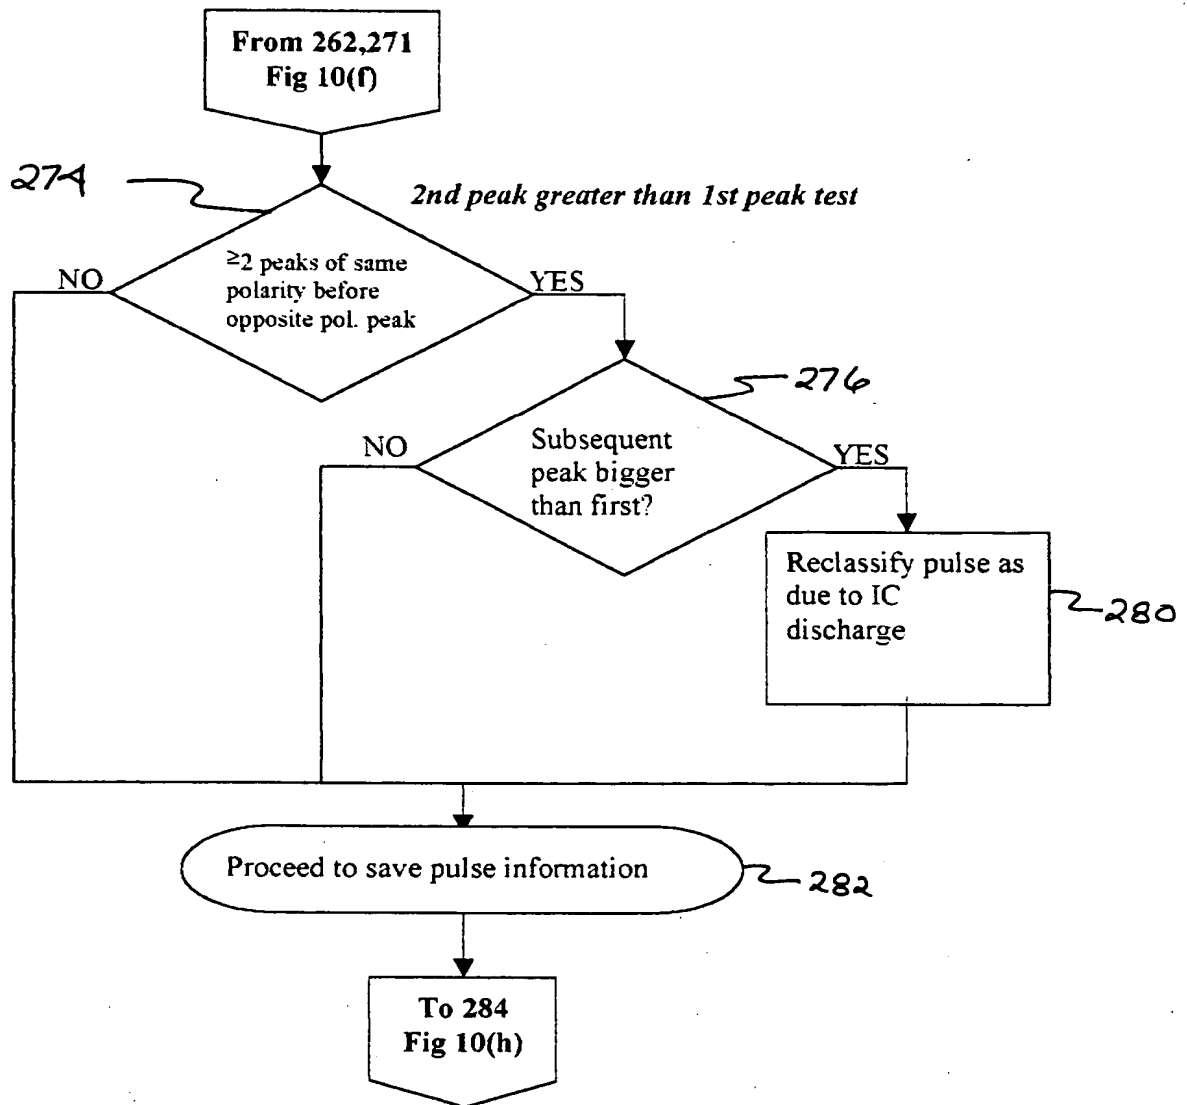 From 262,271
Fig 10(f)
274
2nd peak greater than 1st peak test
≥2 peaks of same
polarity before
opposite pol. peak
NO
YES
276
Subsequent
peak bigger
than first?
NO
YES
Reclassify pulse as
due to IC
discharge
280
Proceed to save pulse information
282
To 284
Fig 10(h)